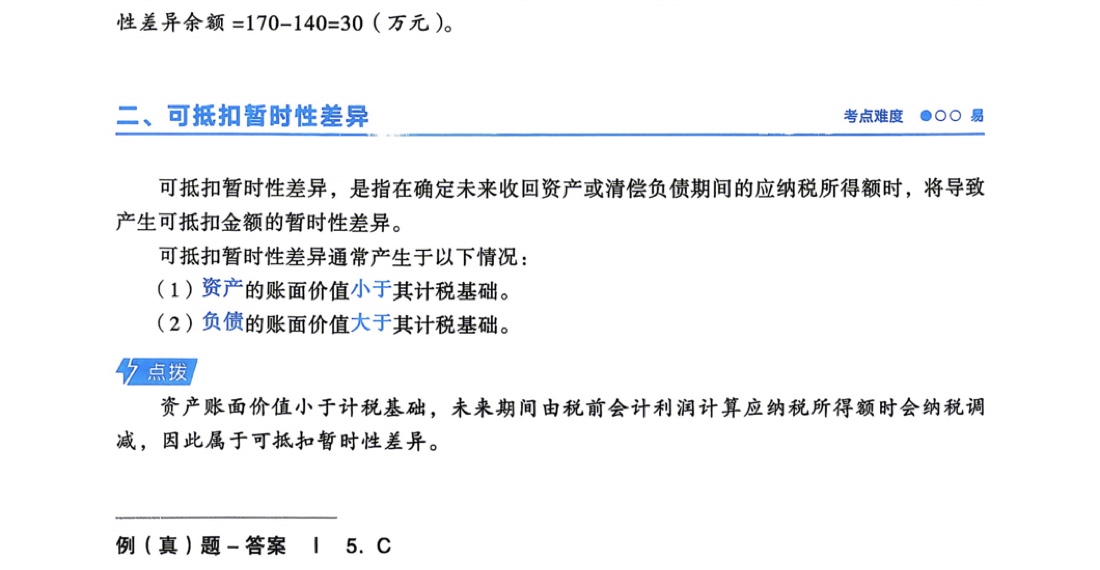 性差异余额=170-140=30（万元）。
二、可抵扣暂时性差异
考点难度 ●○○ 易
可抵扣暂时性差异，是指在确定未来收回资产或清偿负债期间的应纳税所得额时，将导致
产生可抵扣金额的暂时性差异。
可抵扣暂时性差异通常产生于以下情况：
（1）资产的账面价值小于其计税基础。
（2）负债的账面价值大于其计税基础。
点拨
资产账面价值小于计税基础，未来期间由税前会计利润计算应纳税所得额时会纳税调
减，因此属于可抵扣暂时性差异。
例（真）题-答案 | 5. C